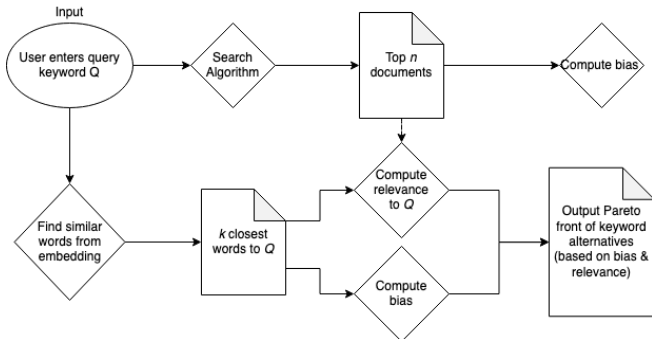 Input
User enters query
keyword Q
Search
Algorithm
Top n
documents
Compute bias
Compute
relevance
to Q
Find similar
words from
embedding
k closest
words to Q
Compute
bias
Output Pareto
front of keyword
alternatives
(based on bias &
relevance)